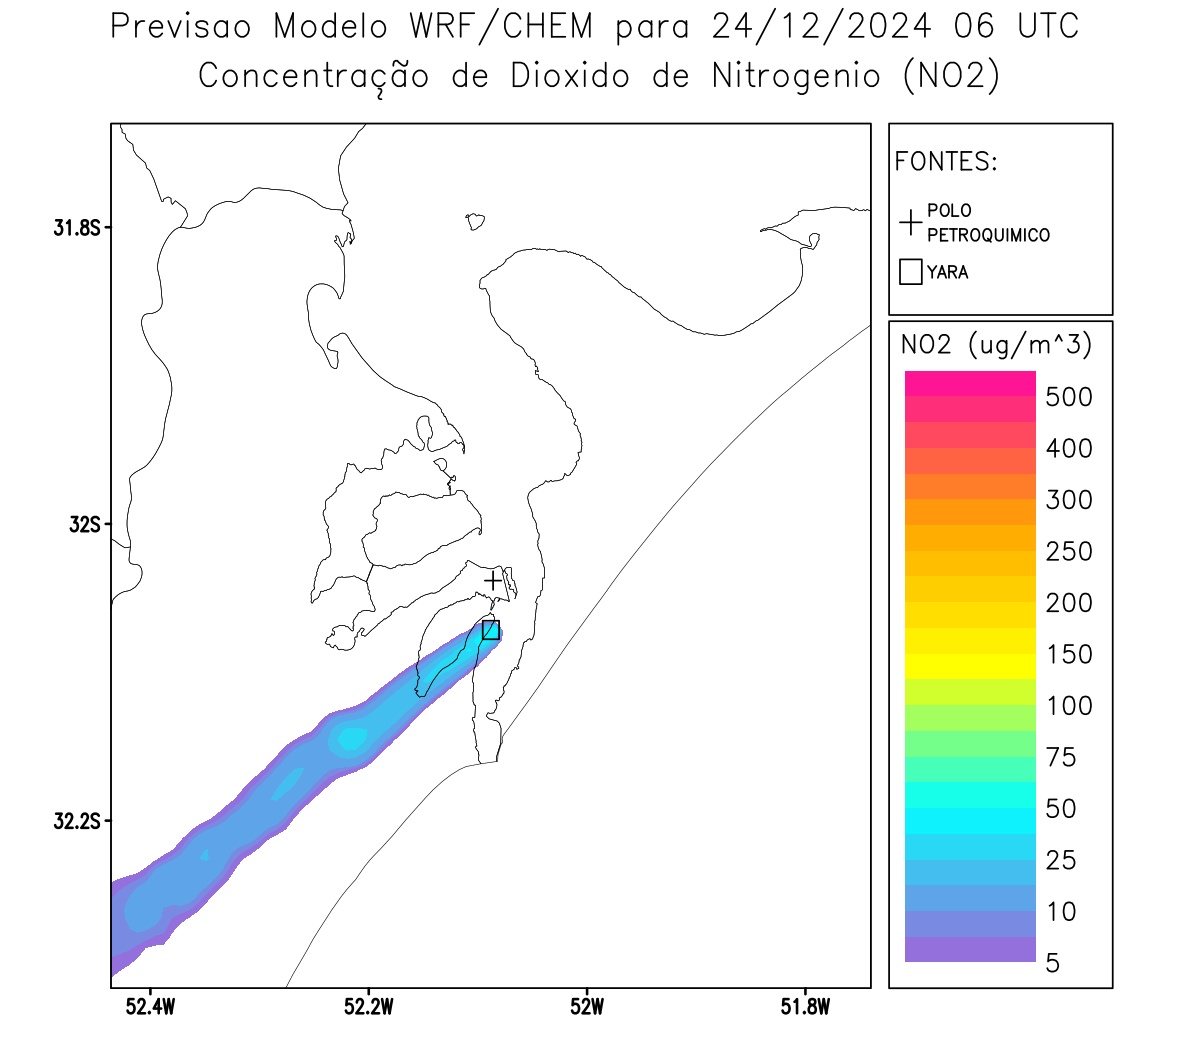 Previsao Modelo WRF/CHEM para 24/12/2024 06 UTC
Concentração de Dioxido de Nitrogenio (NO2)
FONTES:
POLO
PETROQUIMICO
YARA
NO2 (ug/m^3)
500
400
300
250
200
150
100
75
50
25
10
5
31.8S
32S
32.2S
52.4W
52.2W
52W
51.8W